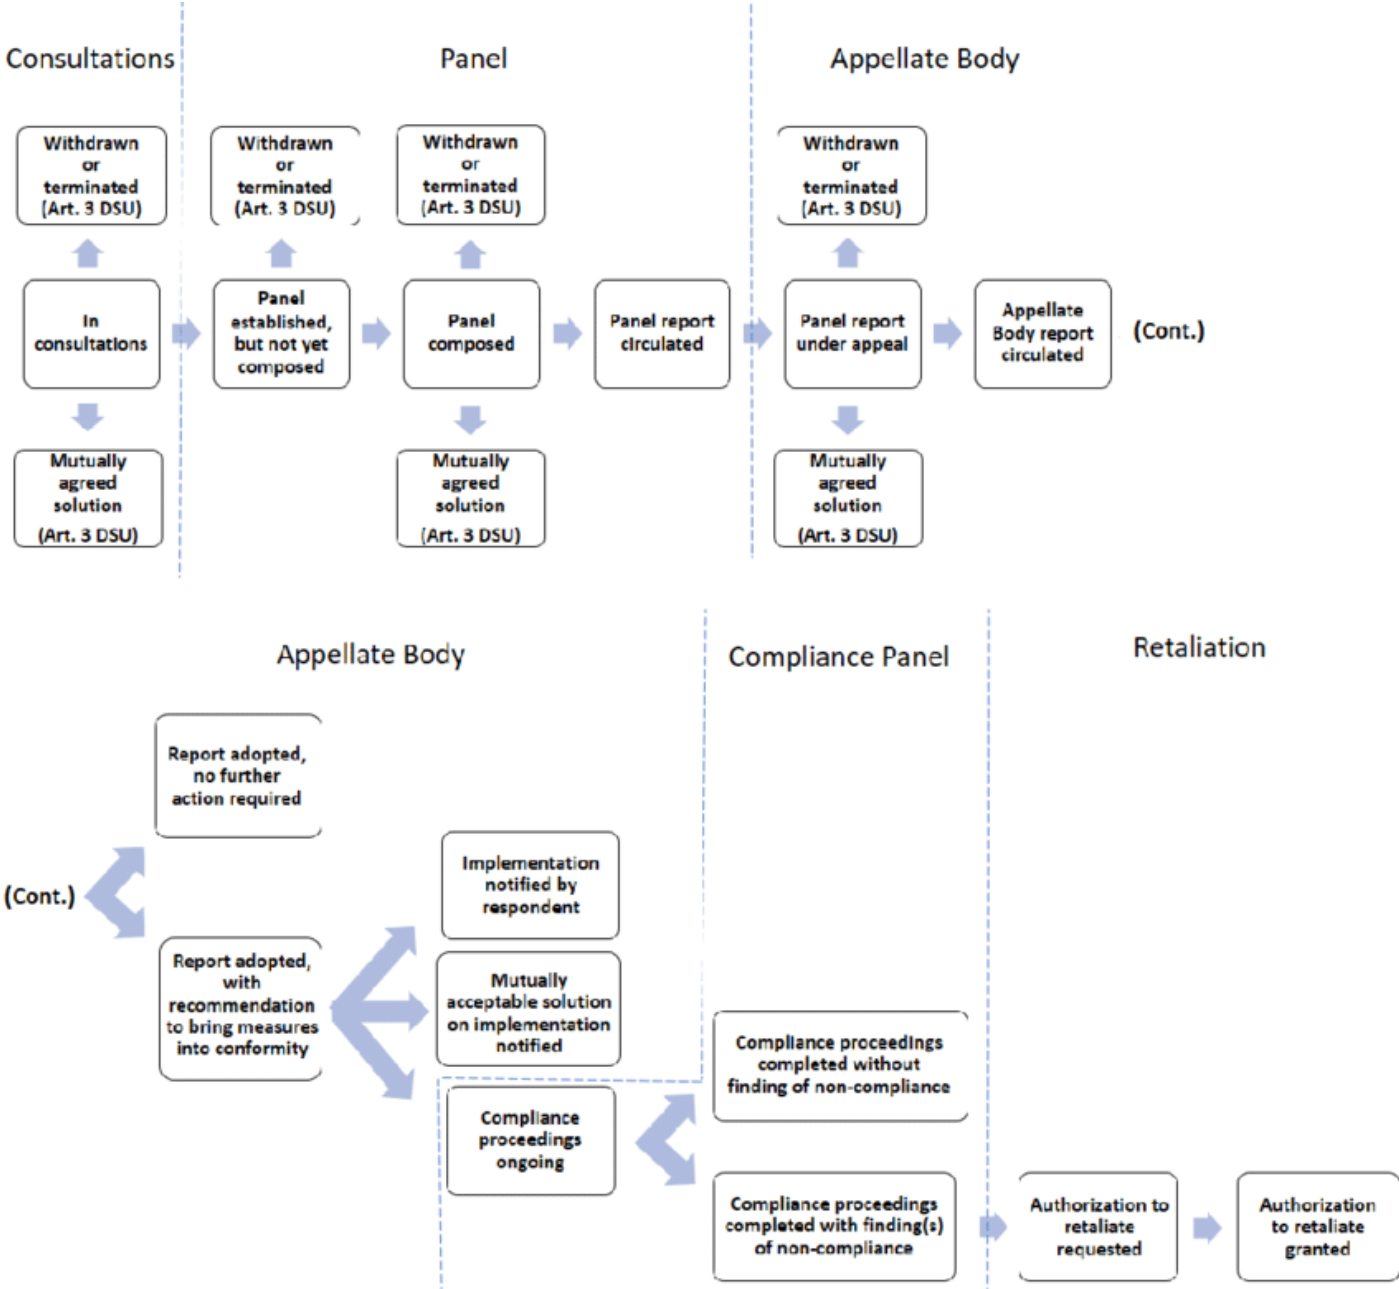 Consultations
Panel
Appellate Body
Withdrawn
or
terminated
(Art. 3 DSU)
Withdrawn
or
terminated
(Art. 3 DSU)
Withdrawn
or
terminated
(Art. 3 DSU)
Withdrawn
or
terminated
(Art. 3 DSU)
In
consultations
Panel
established,
but not yet
composed
Panel
composed
Panel report
circulated
Panel report
under appeal
Appellate
Body report
circulated
(Cont.)
Mutually
agreed
solution
(Art. 3 DSU)
Mutually
agreed
solution
(Art. 3 DSU)
Mutually
agreed
solution
(Art. 3 DSU)
Appellate Body
Compliance Panel
Retaliation
Report adopted,
no further
action required
(Cont.)
Implementation
notified by
respondent
Report adopted,
with
recommendation
to bring measures
into conformity
Mutually
acceptable solution
on implementation
notified
Compliance proceedings
completed without
finding of non-compliance
Compliance
proceedings
ongoing
Compliance proceedings
completed with finding(s)
of non-compliance
Authorization to
retaliate
requested
Authorization
to retaliate
granted